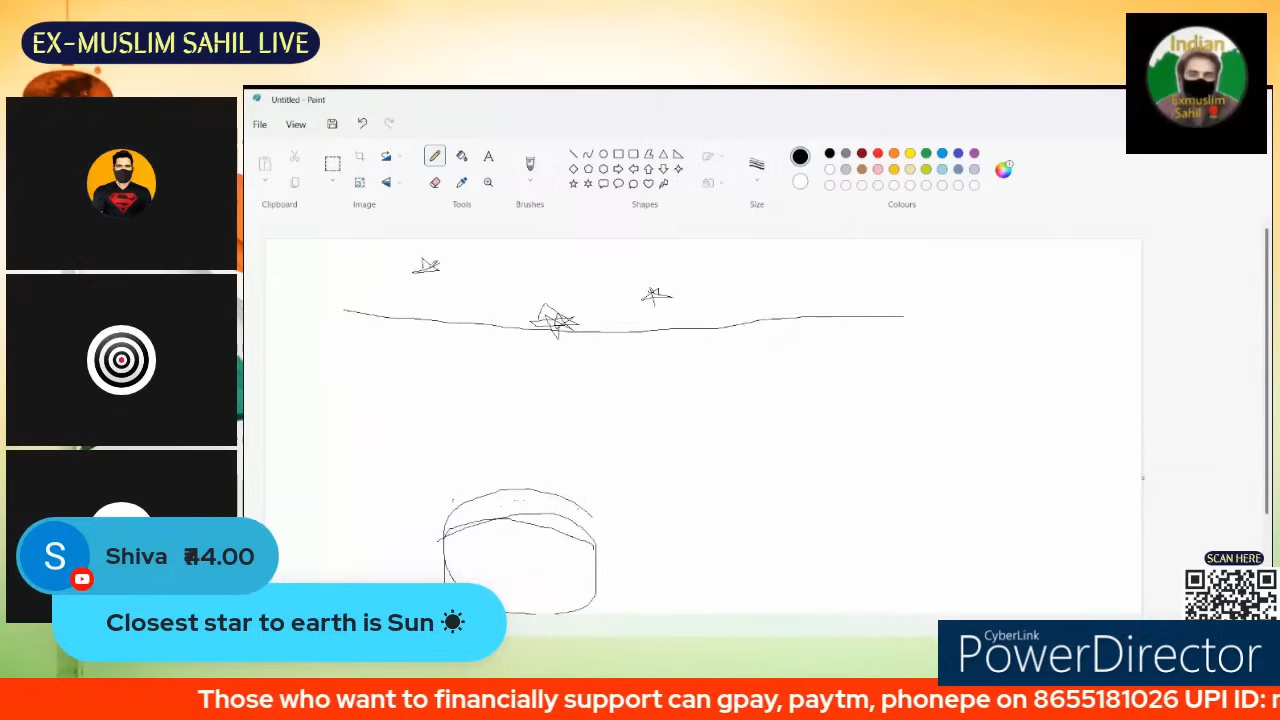 EX-MUSLIM SAHIL LIVE
Indian
Exmuslim
Sahil
Untitled - Paint
File View
Clipboard Image Tools Brushes Shapes Size Colours
S Shiva ₹44.00
Closest star to earth is Sun ☀
SCAN HERE
CyberLink
PowerDirector
Those who want to financially support can gpay, paytm, phonepe on 8655181026 UPI ID: